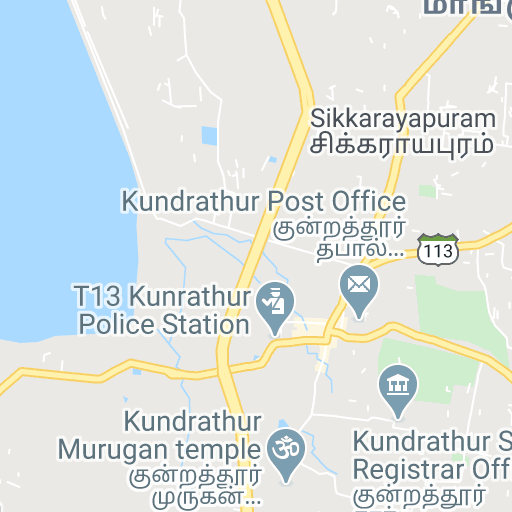 Sikkarayapuram
சிக்கராயபுரம்
Kundrathur Post Office
குன்றத்தூர்
தபால்...
113
T13 Kunrathur
Police Station
Kundrathur
Murugan temple
குன்றத்தூர்
முருகன்...
Kundrathur S
Registrar Off
குன்றத்தூர்